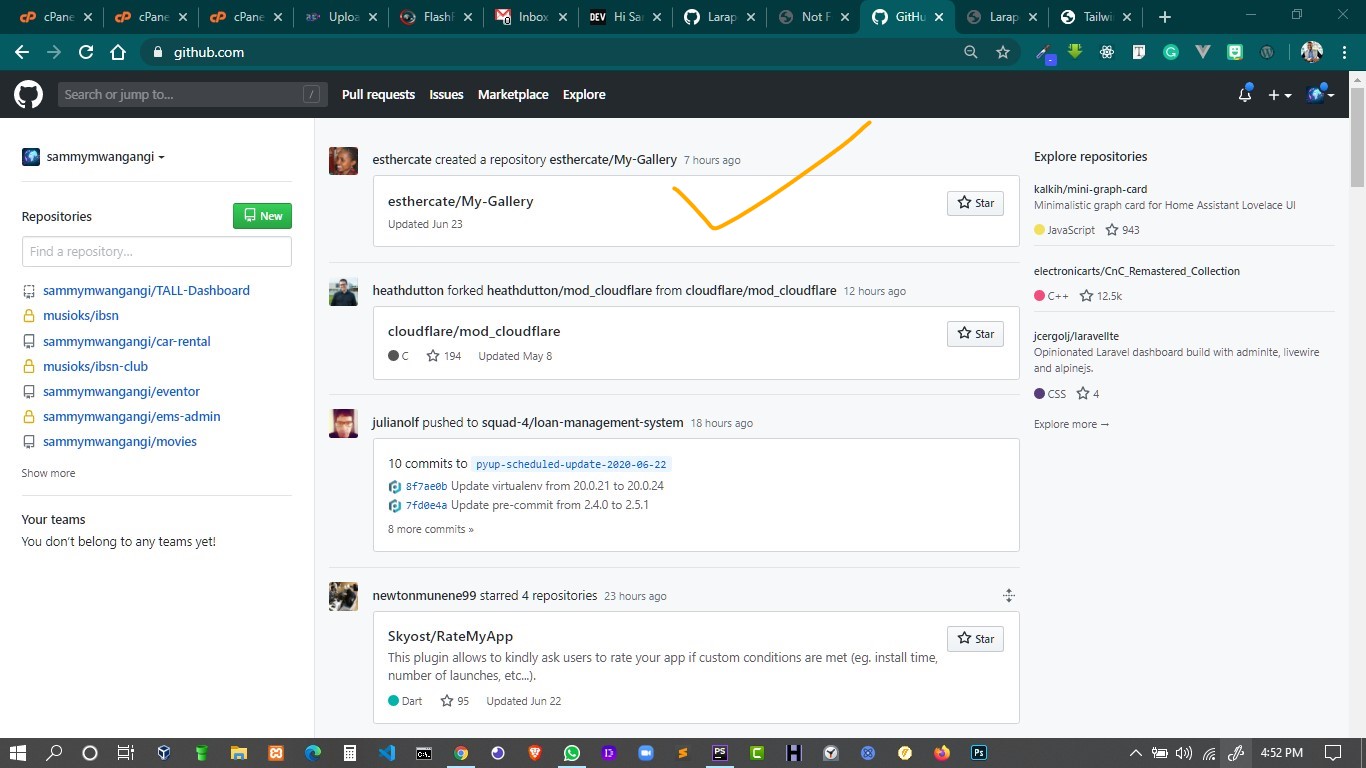 cPane
cPane
cPane
Uploa
FlashF
Inbox
DEV Hi Sa
Larap
Not F
GitHu
Larap
Tailwi
github.com
Search or jump to... /
Pull requests Issues Marketplace Explore
sammymwangangi
Repositories
New
Find a repository...
sammymwangangi/TALL-Dashboard
musioks/ibsn
sammymwangangi/car-rental
musioks/ibsn-club
sammymwangangi/eventor
sammymwangangi/ems-admin
sammymwangangi/movies
Show more
Your teams
You don't belong to any teams yet!
esthercate created a repository esthercate/My-Gallery 7 hours ago
esthercate/My-Gallery
Star
Updated Jun 23
heathdutton forked heathdutton/mod_cloudflare from cloudflare/mod_cloudflare 12 hours ago
cloudflare/mod_cloudflare
Star
C 194 Updated May 8
julianolf pushed to squad-4/loan-management-system 18 hours ago
10 commits to pyup-scheduled-update-2020-06-22
8f7ae0b Update virtualenv from 20.0.21 to 20.0.24
7fd0e4a Update pre-commit from 2.4.0 to 2.5.1
8 more commits »
newtonmunene99 starred 4 repositories 23 hours ago
Skyost/RateMyApp
Star
This plugin allows to kindly ask users to rate your app if custom conditions are met (eg. install time,
number of launches, etc...).
Dart 95 Updated Jun 22
Explore repositories
kalkih/mini-graph-card
Minimalistic graph card for Home Assistant Lovelace UI
JavaScript 943
electronicarts/CnC_Remastered_Collection
C++ 12.5k
jcergolj/laravellte
Opinionated Laravel dashboard build with adminlte, livewire
and alpinejs.
CSS 4
Explore more →
4:52 PM